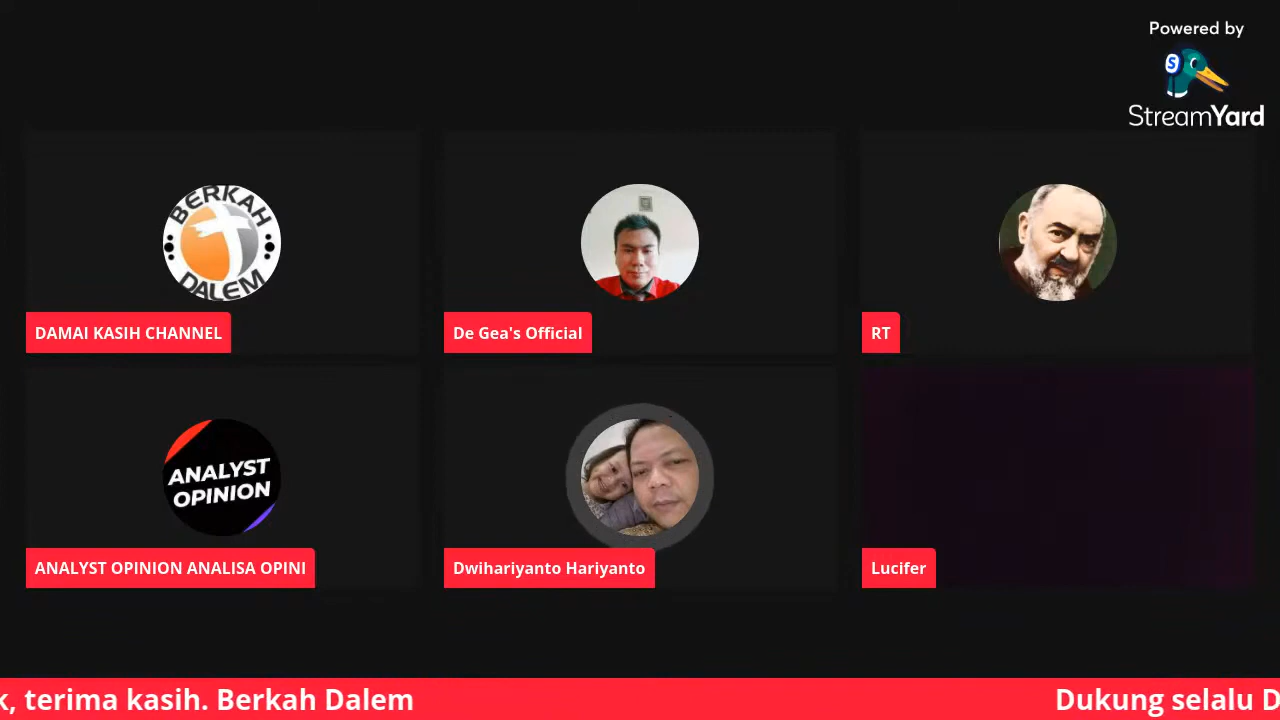 Powered by
S
StreamYard
BERKAH
DALEM
DAMAI KASIH CHANNEL
De Gea's Official
RT
ANALYST
OPINION
ANALYST OPINION ANALISA OPINI
Dwihariyanto Hariyanto
Lucifer
k, terima kasih. Berkah Dalem
Dukung selalu D